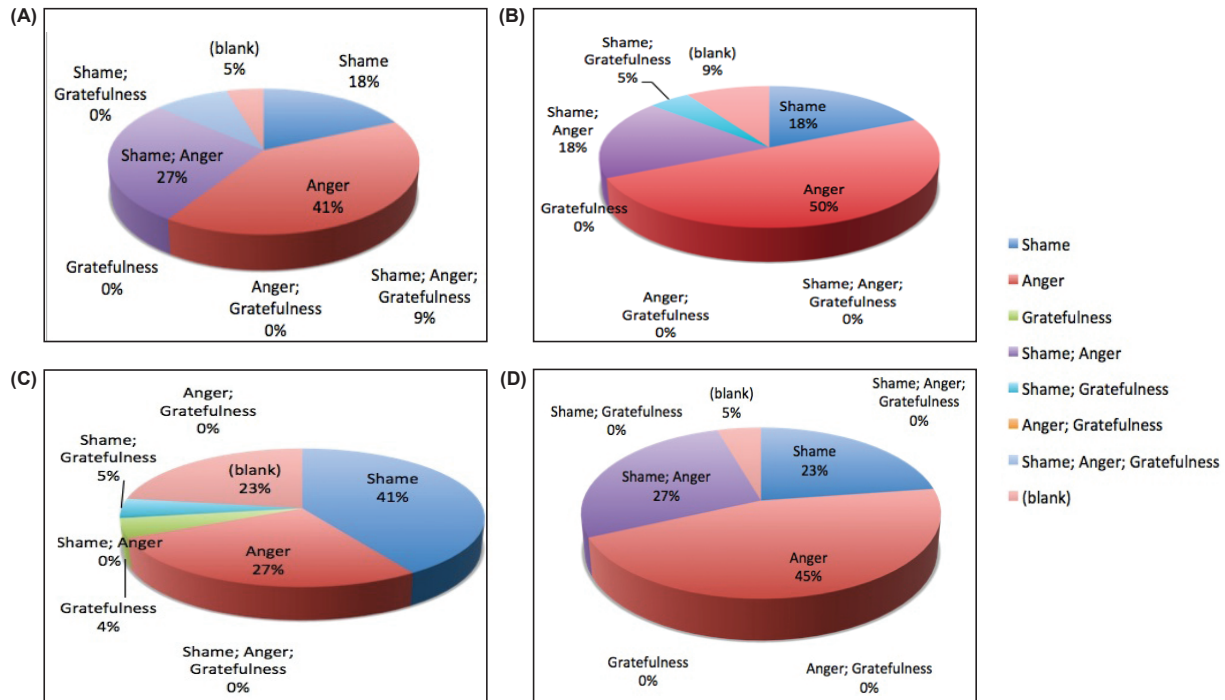 (A)
(blank)
5%
Shame
18%
Shame;
Gratefulness
0%
Shame; Anger
27%
Anger
41%
Gratefulness
0%
Anger;
Gratefulness
0%
Shame; Anger;
Gratefulness
9%
(B)
Shame;
Gratefulness
5%
(blank)
9%
Shame;
Anger
18%
Shame
18%
Anger
50%
Gratefulness
0%
Anger;
Gratefulness
0%
Shame; Anger;
Gratefulness
0%
(C)
Anger;
Gratefulness
0%
Shame;
Gratefulness
5%
(blank)
23%
Shame
41%
Shame; Anger
0%
Anger
27%
Gratefulness
4%
Shame; Anger;
Gratefulness
0%
(D)
Shame; Gratefulness
0%
(blank)
5%
Shame; Anger;
Gratefulness
0%
Shame
23%
Shame; Anger
27%
Anger
45%
Gratefulness
0%
Anger; Gratefulness
0%
Shame
Anger
Gratefulness
Shame; Anger
Shame; Gratefulness
Anger; Gratefulness
Shame; Anger; Gratefulness
(blank)